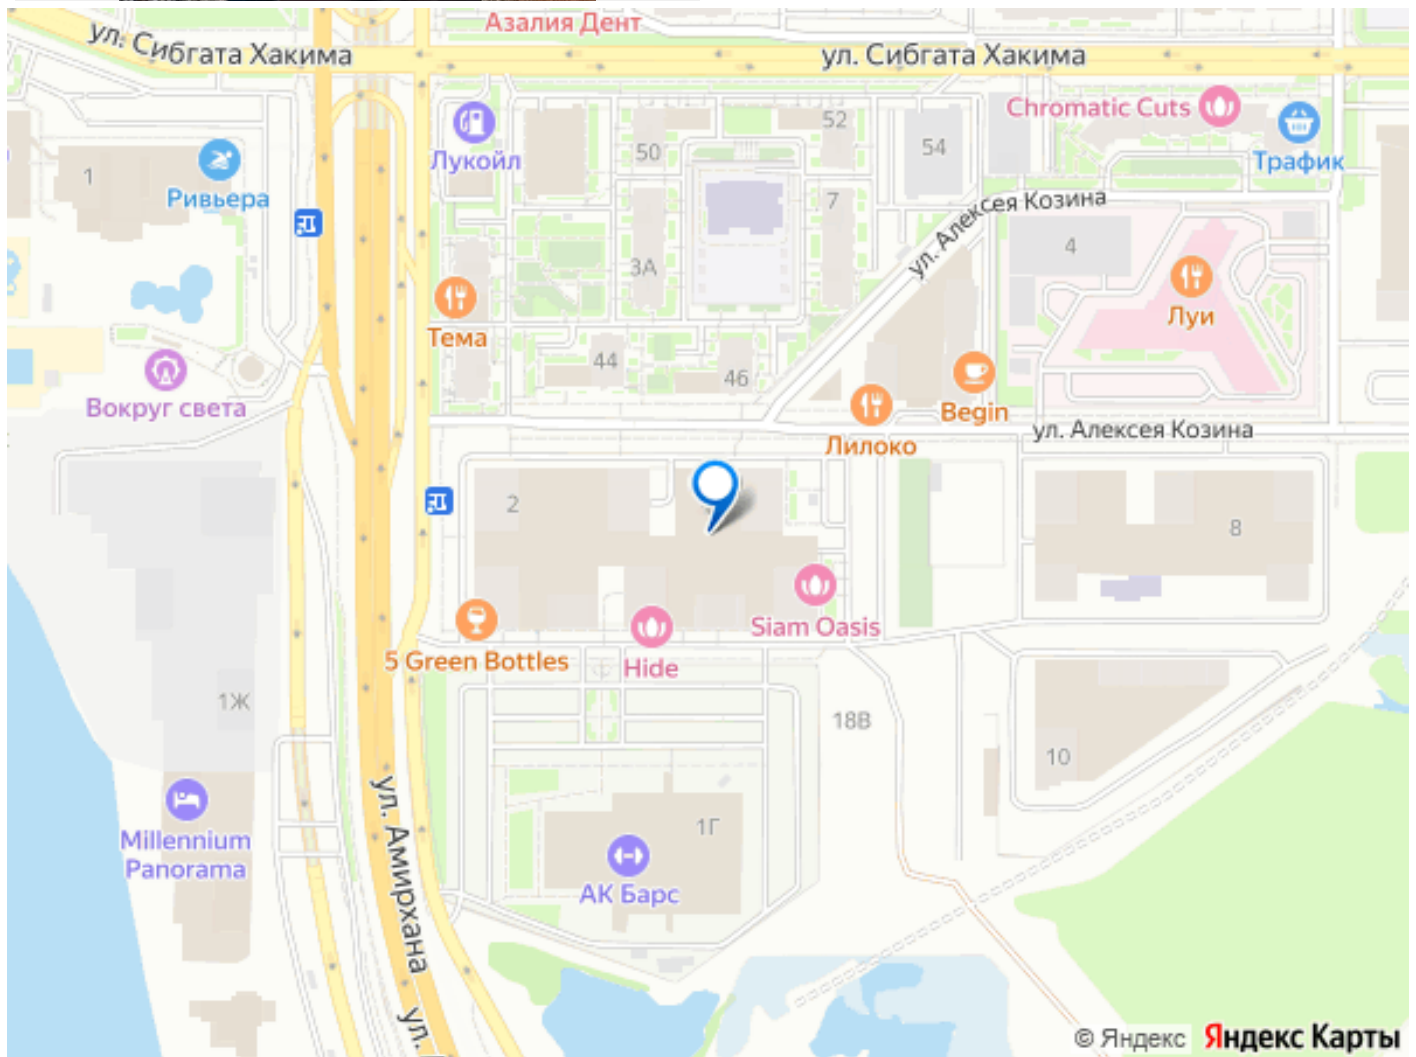 Азалия Дент
ул. Сибгата Хакима
ул. Сибгата Хакима
Chromatic Cuts
52
Лукойл
50
54
Трафик
1
Ривьера
7
ул. Алексея Козина
4
3А
Луи
Тема
44
46
Вокруг света
Begin
Лилоко
ул. Алексея Козина
2
8
Siam Oasis
5 Green Bottles
Hide
1Ж
18В
10
ул. Амирхана
1Г
Millennium
Panorama
АК Барс
ул.
© Яндекс Яндекс Карты